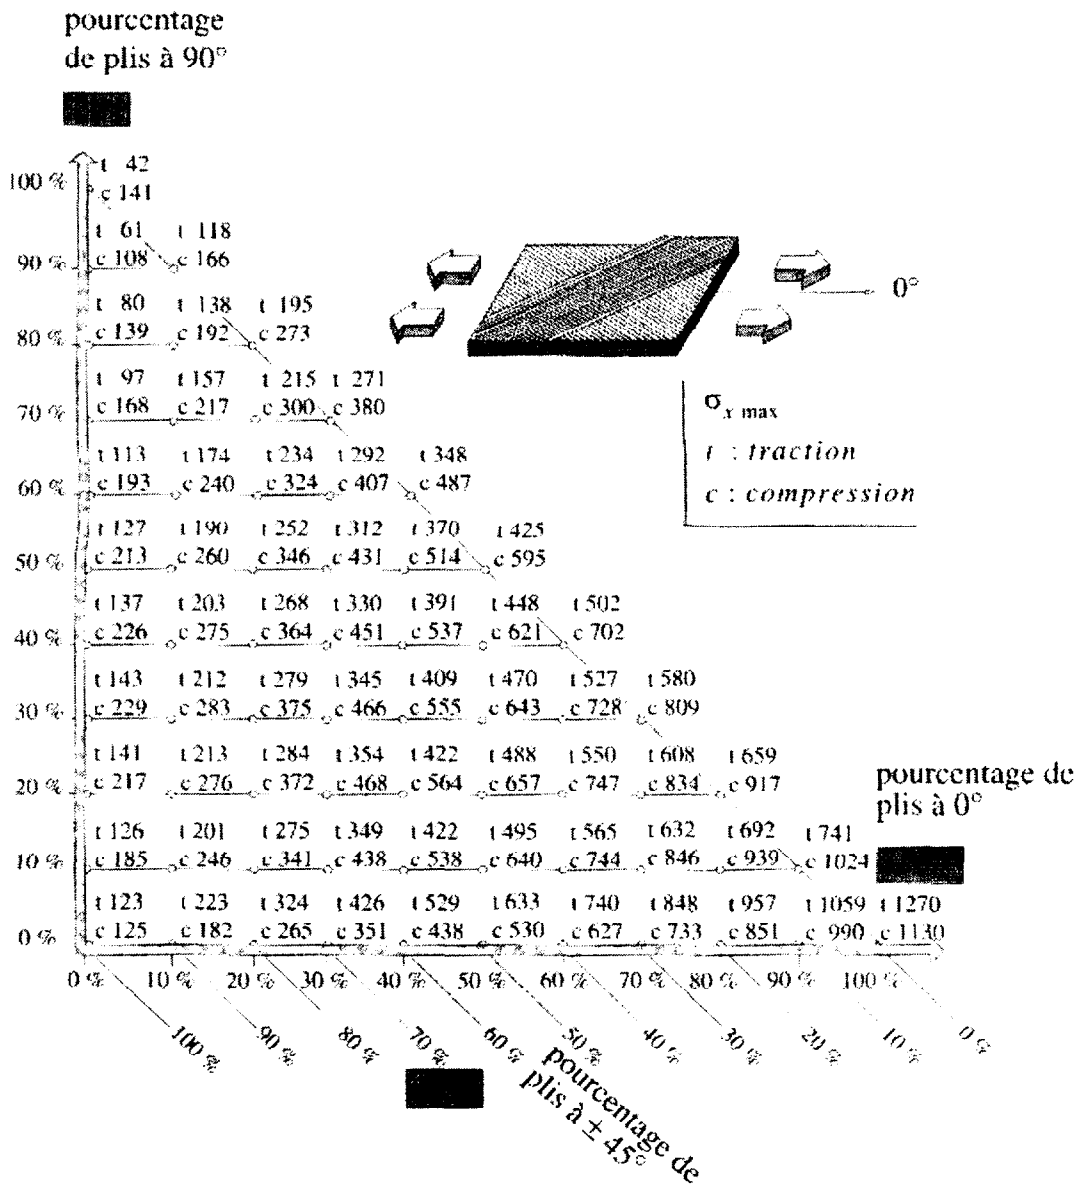 pourcentage
de plis à 90°
t 42
100 % c 141
t 61 t 118
90 % c 108 c 166
t 80 t 138 t 195
80 % c 139 c 192 c 273
0°
t 97 t 157 t 215 t 271
70 % c 168 c 217 c 300 c 380
σx max
t : traction
c : compression
t 113 t 174 t 234 t 292 t 348
60 % c 193 c 240 c 324 c 407 c 487
t 127 t 190 t 252 t 312 t 370 t 425
50 % c 213 c 260 c 346 c 431 c 514 c 595
t 137 t 203 t 268 t 330 t 391 t 448 t 502
40 % c 226 c 275 c 364 c 451 c 537 c 621 c 702
t 143 t 212 t 279 t 345 t 409 t 470 t 527 t 580
30 % c 229 c 283 c 375 c 466 c 555 c 643 c 728 c 809
t 141 t 213 t 284 t 354 t 422 t 488 t 550 t 608 t 659
20 % c 217 c 276 c 372 c 468 c 564 c 657 c 747 c 834 c 917
pourcentage de
plis à 0°
t 126 t 201 t 275 t 349 t 422 t 495 t 565 t 632 t 692 t 741
10 % c 185 c 246 c 341 c 438 c 538 c 640 c 744 c 846 c 939 c 1024
t 123 t 223 t 324 t 426 t 529 t 633 t 740 t 848 t 957 t 1059 t 1270
0 % c 125 c 182 c 265 c 351 c 438 c 530 c 627 c 733 c 851 c 990 c 1130
0 % 10 % 20 % 30 % 40 % 50 % 60 % 70 % 80 % 90 % 100 %
100 % 90 % 80 % 70 % 60 % 50 % 40 % 30 % 20 % 10 % 0 %
pourcentage de
plis à ± 45°